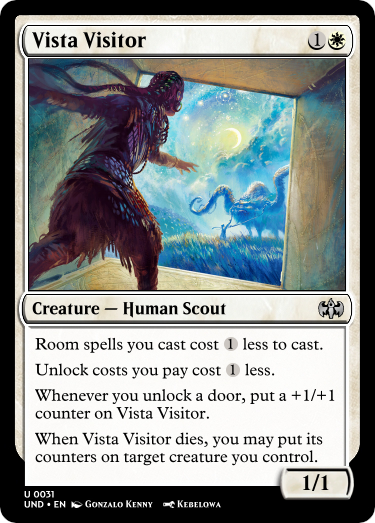 Vista Visitor 1
Creature — Human Scout
Room spells you cast cost 1 less to cast.
Unlock costs you pay cost 1 less.
Whenever you unlock a door, put a +1/+1
counter on Vista Visitor.
When Vista Visitor dies, you may put its
counters on target creature you control.
1/1
U 0031
UND • EN Gonzalo Kenny Kebelowa